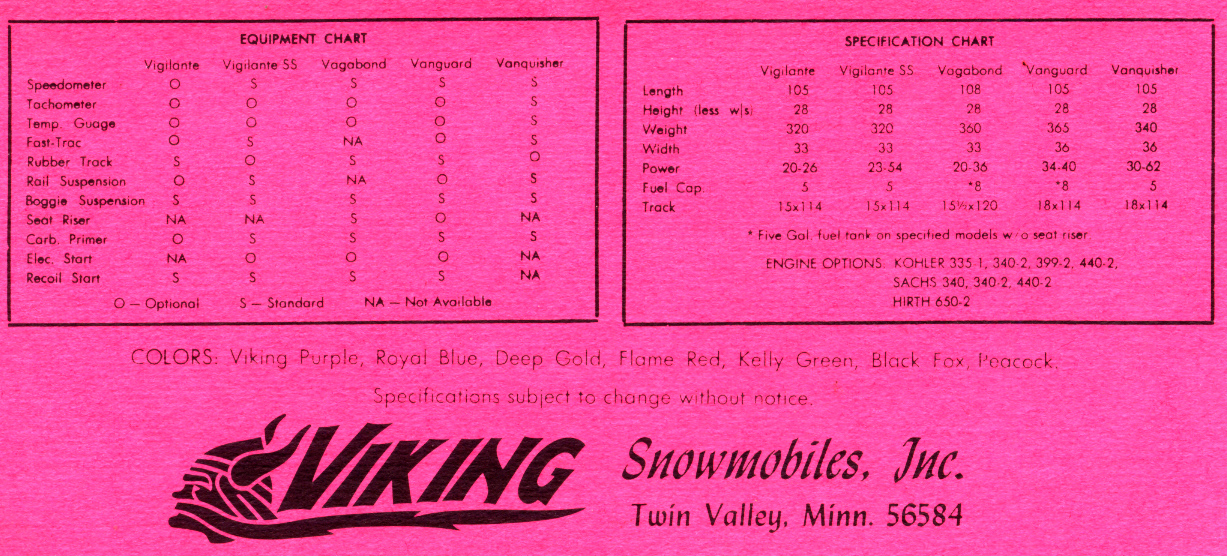 EQUIPMENT CHART
Vigilante Vigilante SS Vagabond Vanguard Vanquisher
Speedometer O S S S S
Tachometer O O O O S
Temp. Guage O O O O S
Fast-Trac O S NA O S
Rubber Track S O S S O
Rail Suspension O S NA O S
Boggie Suspension S S S S S
Seat Riser NA NA S O NA
Carb. Primer O S S S S
Elec. Start NA O O O NA
Recoil Start S S S S NA
O — Optional S — Standard NA — Not Available
SPECIFICATION CHART
Vigilante Vigilante SS Vagabond Vanguard Vanquisher
Length 105 105 108 105 105
Height (less w/s) 28 28 28 28 28
Weight 320 320 360 365 340
Width 33 33 33 36 36
Power 20-26 23-54 20-36 34-40 30-62
Fuel Cap. 5 5 *8 *8 5
Track 15x114 15x114 15½x120 18x114 18x114
* Five Gal. fuel tank on specified models w/o seat riser.
ENGINE OPTIONS: KOHLER 335-1, 340-2, 399-2, 440-2,
SACHS 340, 340-2, 440-2
HIRTH 650-2
COLORS: Viking Purple, Royal Blue, Deep Gold, Flame Red, Kelly Green, Black Fox, Peacock.
Specifications subject to change without notice.
VIKING Snowmobiles, Inc.
Twin Valley, Minn. 56584